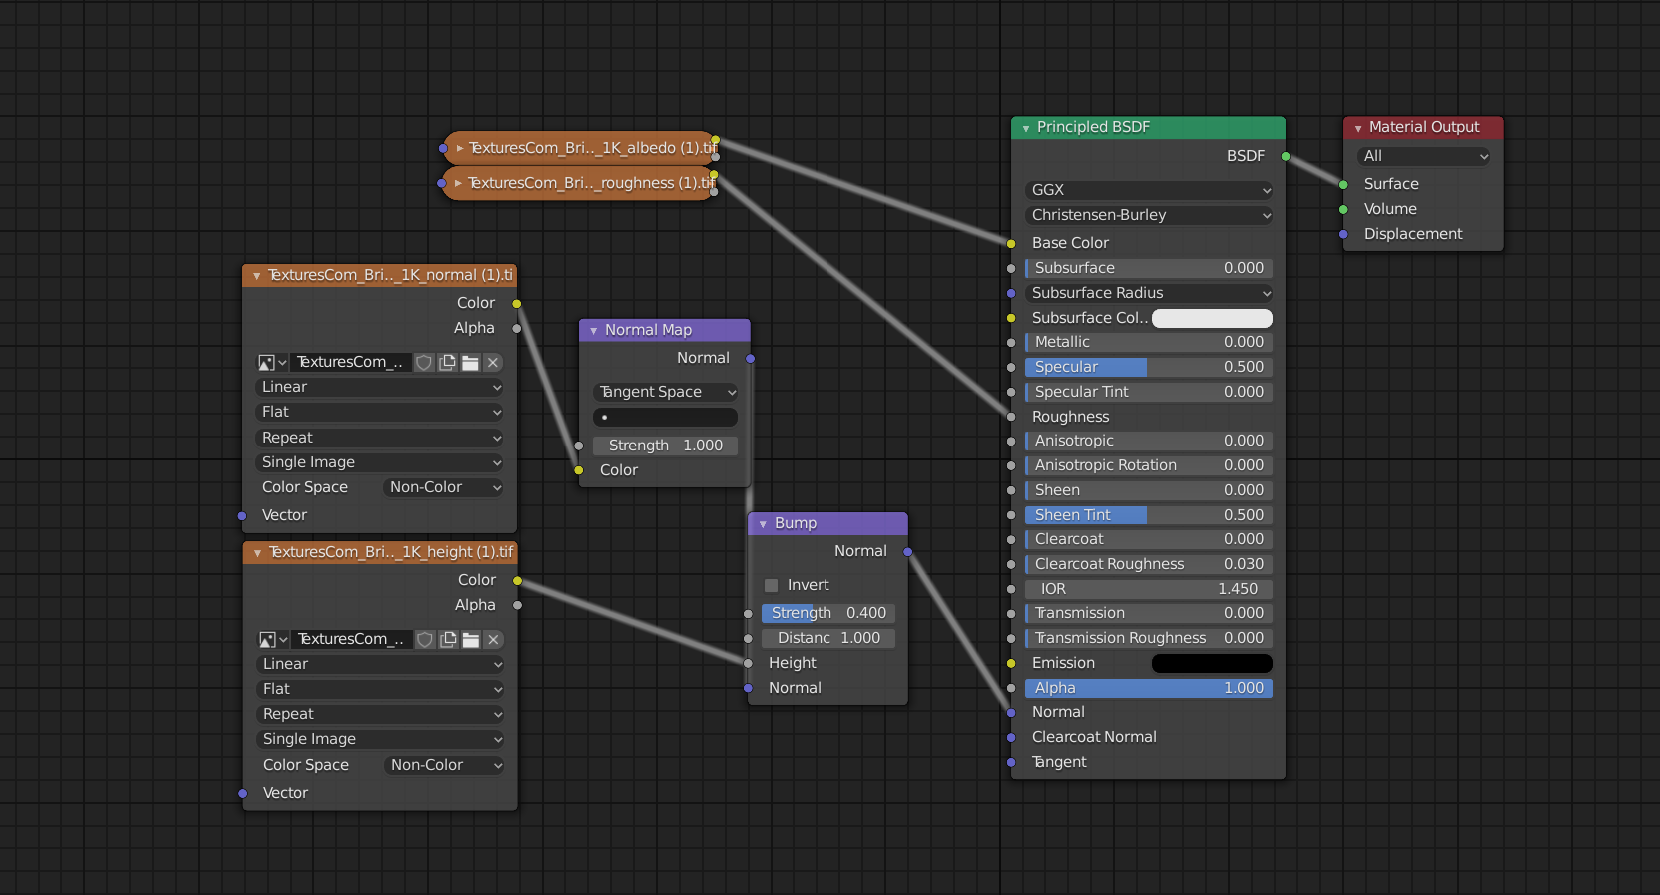 TexturesCom_Bri.._1K_albedo (1).tif
TexturesCom_Bri.._roughness (1).tif
TexturesCom_Bri.._1K_normal (1).ti
Color
Alpha
TexturesCom_..
Linear
Flat
Repeat
Single Image
Color Space Non-Color
Vector
TexturesCom_Bri.._1K_height (1).tif
Color
Alpha
TexturesCom_..
Linear
Flat
Repeat
Single Image
Color Space Non-Color
Vector
Normal Map
Normal
Tangent Space
Strength 1.000
Color
Bump
Normal
Invert
Strength 0.400
Distanc 1.000
Height
Normal
Principled BSDF
BSDF
GGX
Christensen-Burley
Base Color
Subsurface 0.000
Subsurface Radius
Subsurface Col..
Metallic 0.000
Specular 0.500
Specular Tint 0.000
Roughness
Anisotropic 0.000
Anisotropic Rotation 0.000
Sheen 0.000
Sheen Tint 0.500
Clearcoat 0.000
Clearcoat Roughness 0.030
IOR 1.450
Transmission 0.000
Transmission Roughness 0.000
Emission
Alpha 1.000
Normal
Clearcoat Normal
Tangent
Material Output
All
Surface
Volume
Displacement